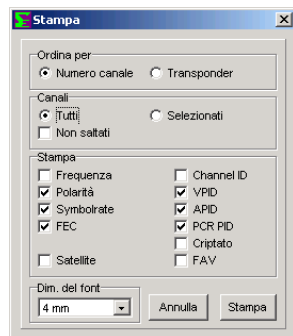 Stampa
Ordina per
Numero canale Transponder
Canali
Tutti Selezionati
Non saltati
Stampa
Frequenza Channel ID
Polarità VPID
Symbolrate APID
FEC PCR PID
Criptato
Satellite FAV
Dim. del font
4 mm Annulla Stampa